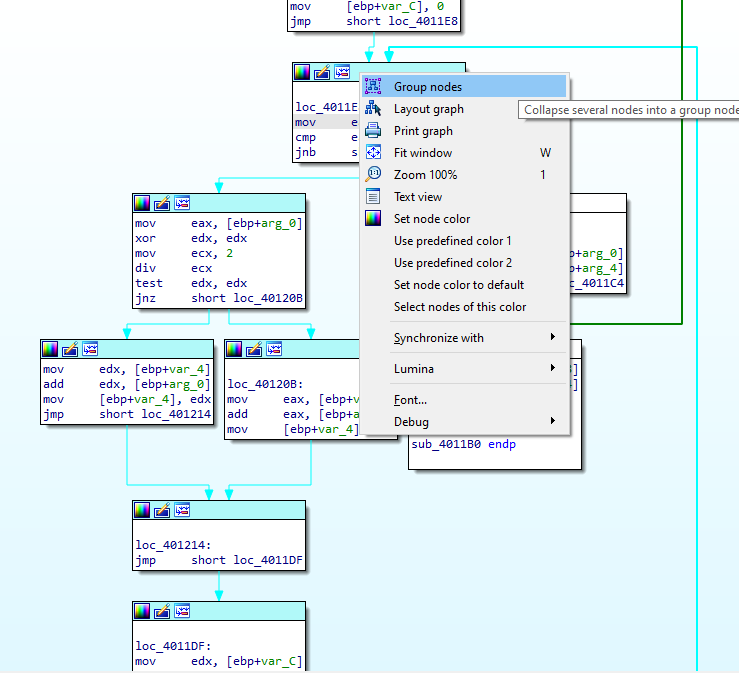 mov [ebp+var_C], 0
jmp short loc_4011E8
loc_4011E
mov e
cmp e
jnb s
Group nodes
Layout graph
Print graph
Fit window W
Zoom 100% 1
Text view
Set node color
Use predefined color 1
Use predefined color 2
Set node color to default
Select nodes of this color
Synchronize with
Lumina
Font...
Debug
Collapse several nodes into a group node
mov eax, [ebp+arg_0]
xor edx, edx
mov ecx, 2
div ecx
test edx, edx
jnz short loc_40120B
p+arg_0]
p+arg_4]
c_4011C4
mov edx, [ebp+var_4]
add edx, [ebp+arg_0]
mov [ebp+var_4], edx
jmp short loc_401214
loc_40120B:
mov eax, [ebp+v
add eax, [ebp+a
mov [ebp+var_4]
sub_4011B0 endp
loc_401214:
jmp short loc_4011DF
loc_4011DF:
mov edx, [ebp+var_C]